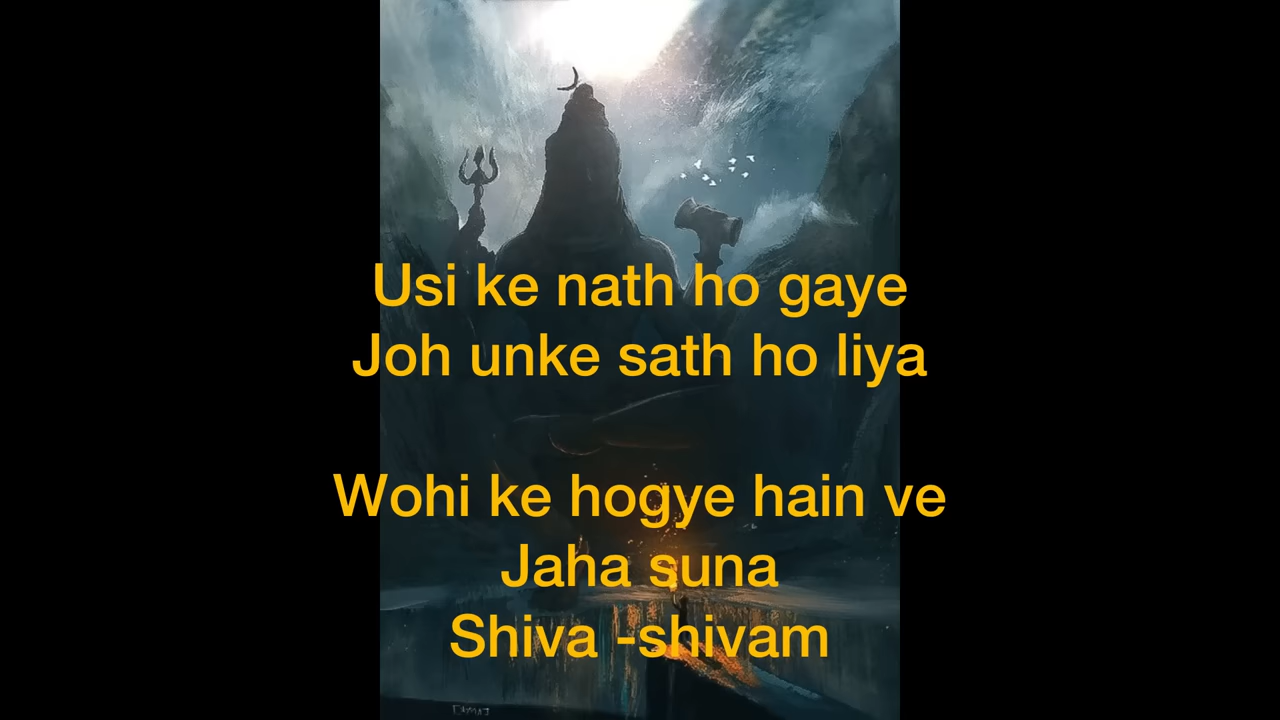 Usi ke nath ho gaye
Joh unke sath ho liya
Wohi ke hogye hain ve
Jaha suna
Shiva -shivam